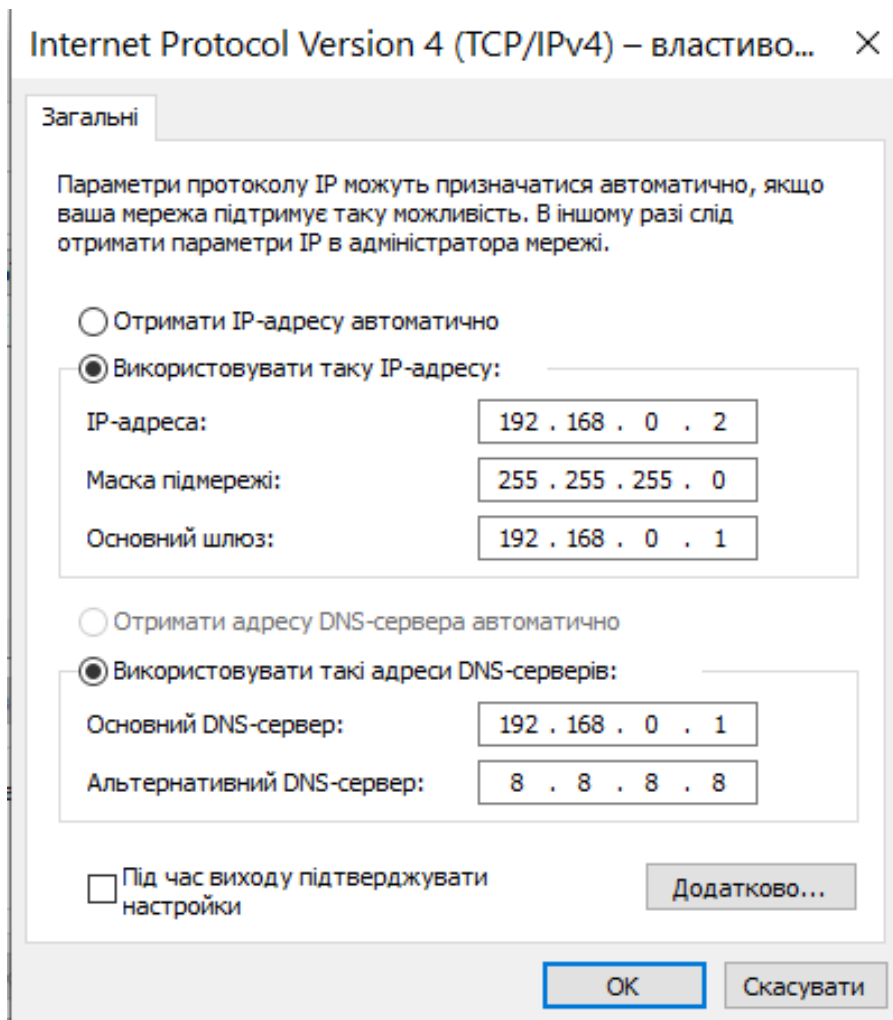 Internet Protocol Version 4 (TCP/IPv4) – властиво...
Загальні
Параметри протоколу IP можуть призначатися автоматично, якщо
ваша мережа підтримує таку можливість. В іншому разі слід
отримати параметри IP в адміністратора мережі.
Отримати IP-адресу автоматично
Використовувати таку IP-адресу:
IP-адреса: 192 . 168 . 0 . 2
Маска підмережі: 255 . 255 . 255 . 0
Основний шлюз: 192 . 168 . 0 . 1
Отримати адресу DNS-сервера автоматично
Використовувати такі адреси DNS-серверів:
Основний DNS-сервер: 192 . 168 . 0 . 1
Альтернативний DNS-сервер: 8 . 8 . 8 . 8
Під час виходу підтверджувати
настройки
Додатково...
ОК Скасувати